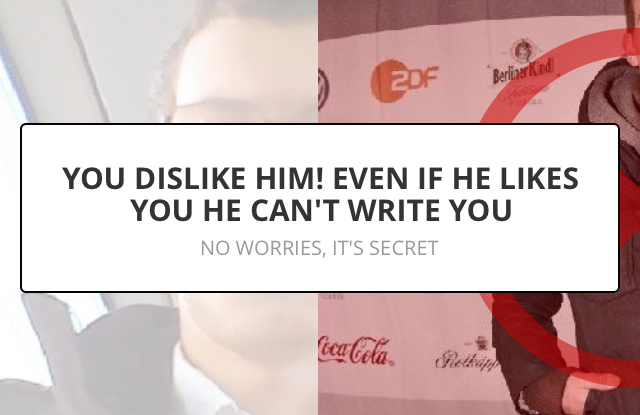 ZDF
Berliner Kindl
YOU DISLIKE HIM! EVEN IF HE LIKES
YOU HE CAN'T WRITE YOU
NO WORRIES, IT'S SECRET
Coca-Cola